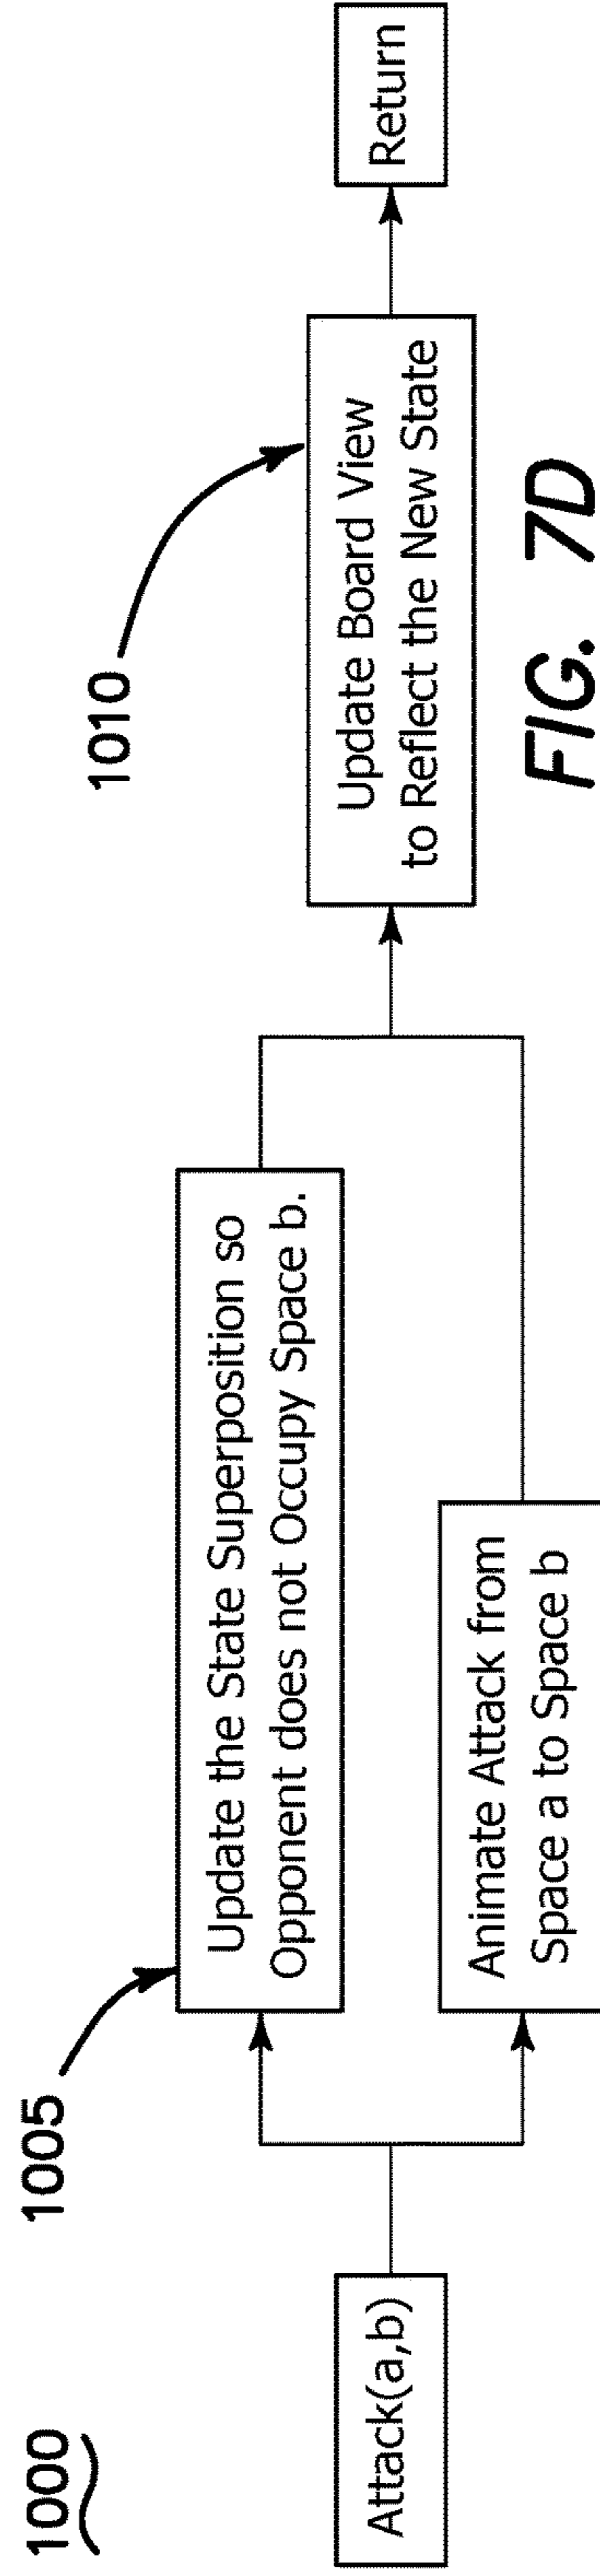 1000
Attack(a,b)
1005
Update the State Superposition so
Opponent does not Occupy Space b.
Animate Attack from
Space a to Space b
1010
Update Board View
to Reflect the New State
Return
FIG. 7D